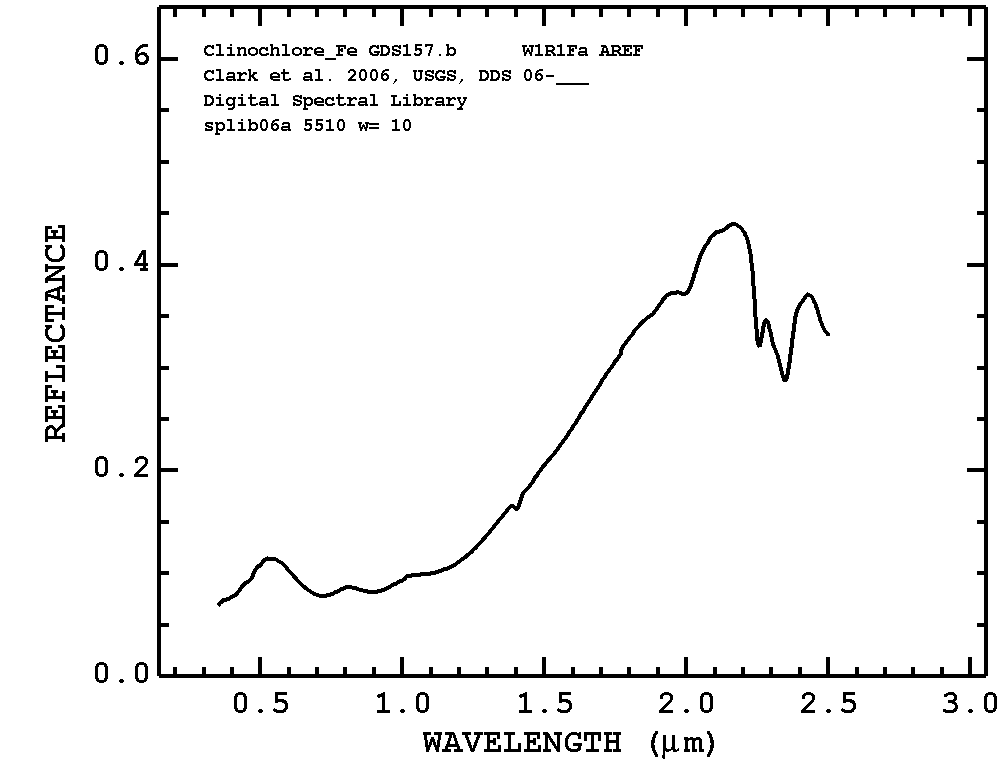 Clinochlore_Fe GDS157.b W1R1Fa AREF
Clark et al. 2006, USGS, DDS 06-___
Digital Spectral Library
splib06a 5510 w= 10
REFLECTANCE
0.6
0.4
0.2
0.0
0.5 1.0 1.5 2.0 2.5 3.0
WAVELENGTH (μm)